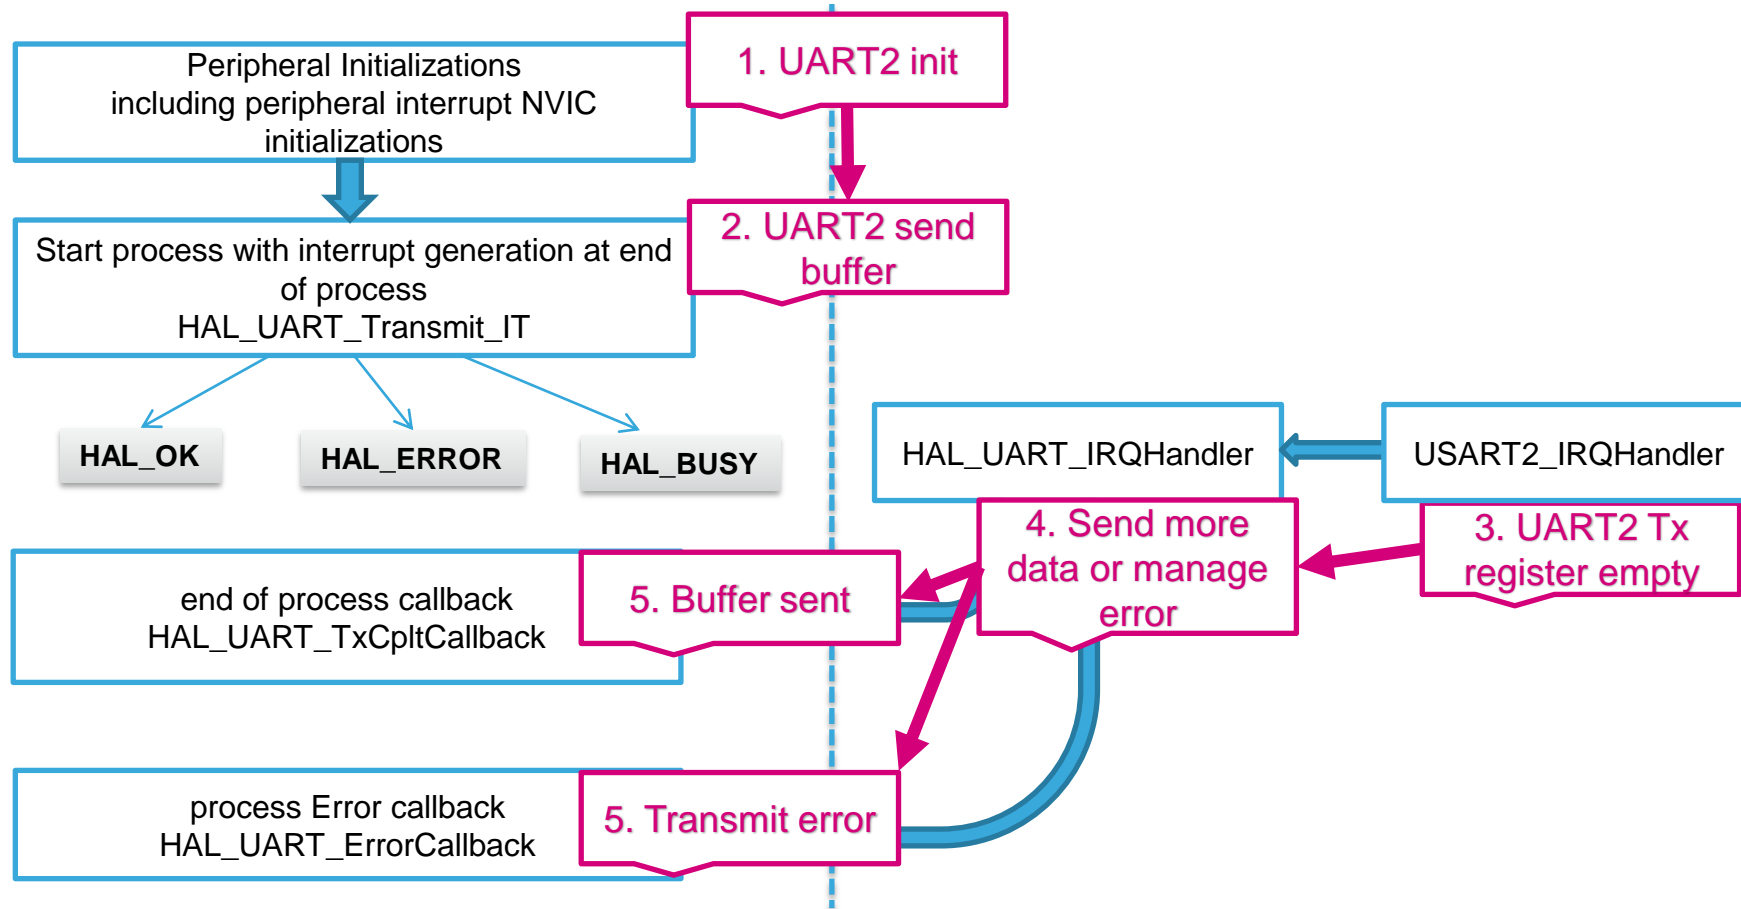 Peripheral Initializations
including peripheral interrupt NVIC
initializations
1. UART2 init
Start process with interrupt generation at end
of process
HAL_UART_Transmit_IT
2. UART2 send
buffer
HAL_OK
HAL_ERROR
HAL_BUSY
HAL_UART_IRQHandler
USART2_IRQHandler
3. UART2 Tx
register empty
4. Send more
data or manage
error
end of process callback
HAL_UART_TxCpltCallback
5. Buffer sent
process Error callback
HAL_UART_ErrorCallback
5. Transmit error